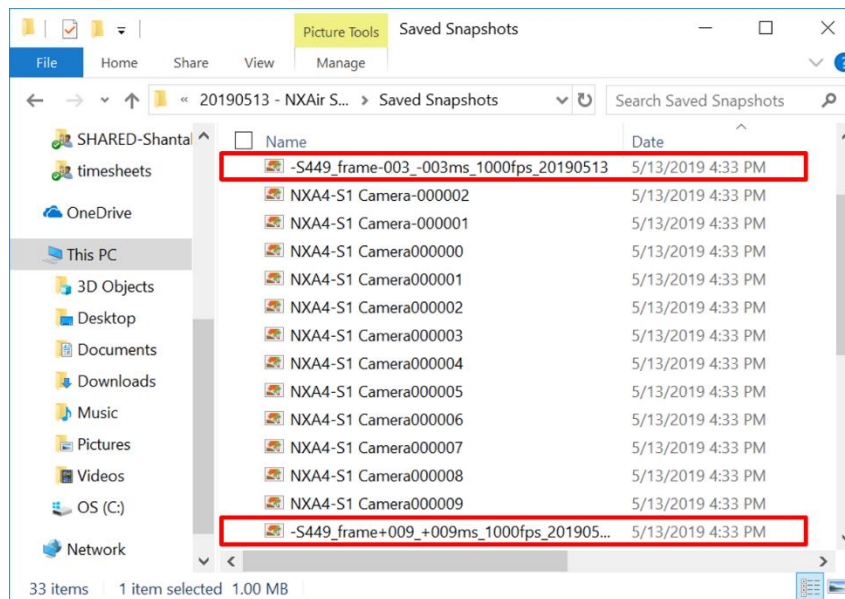 Picture Tools Saved Snapshots
File Home Share View Manage
« 20190513 - NXAir S... > Saved Snapshots Search Saved Snapshots
SHARED-Shantal
timesheets
OneDrive
This PC
3D Objects
Desktop
Documents
Downloads
Music
Pictures
Videos
OS (C:)
Network
Name Date
-S449_frame-003_-003ms_1000fps_20190513 5/13/2019 4:33 PM
NXA4-S1 Camera-000002 5/13/2019 4:33 PM
NXA4-S1 Camera-000001 5/13/2019 4:33 PM
NXA4-S1 Camera000000 5/13/2019 4:33 PM
NXA4-S1 Camera000001 5/13/2019 4:33 PM
NXA4-S1 Camera000002 5/13/2019 4:33 PM
NXA4-S1 Camera000003 5/13/2019 4:33 PM
NXA4-S1 Camera000004 5/13/2019 4:33 PM
NXA4-S1 Camera000005 5/13/2019 4:33 PM
NXA4-S1 Camera000006 5/13/2019 4:33 PM
NXA4-S1 Camera000007 5/13/2019 4:33 PM
NXA4-S1 Camera000008 5/13/2019 4:33 PM
NXA4-S1 Camera000009 5/13/2019 4:33 PM
-S449_frame+009_+009ms_1000fps_201905... 5/13/2019 4:33 PM
33 items 1 item selected 1.00 MB